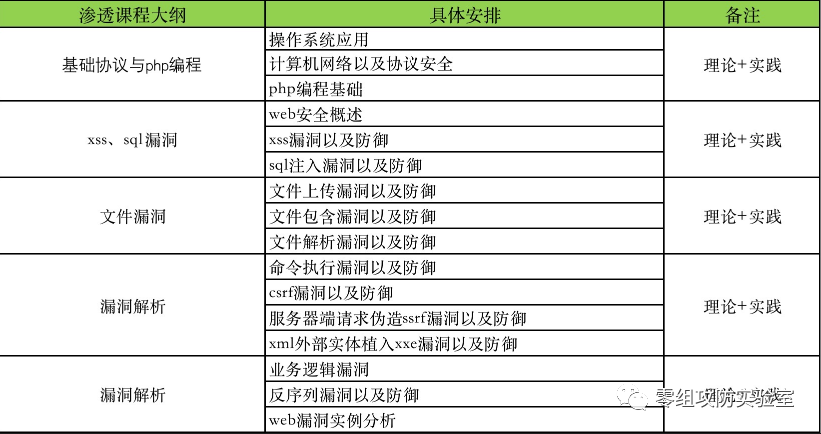 渗透课程大纲 具体安排 备注
操作系统应用
基础协议与php编程 计算机网络以及协议安全 理论+实践
php编程基础
web安全概述
xss、sql漏洞 xss漏洞以及防御 理论+实践
sql注入漏洞以及防御
文件上传漏洞以及防御
文件漏洞 文件包含漏洞以及防御 理论+实践
文件解析漏洞以及防御
命令执行漏洞以及防御
csrf漏洞以及防御
漏洞解析 理论+实践
服务器端请求伪造ssrf漏洞以及防御
xml外部实体植入xxe漏洞以及防御
业务逻辑漏洞
漏洞解析 反序列漏洞以及防御
零组攻防实验室
web漏洞实例分析